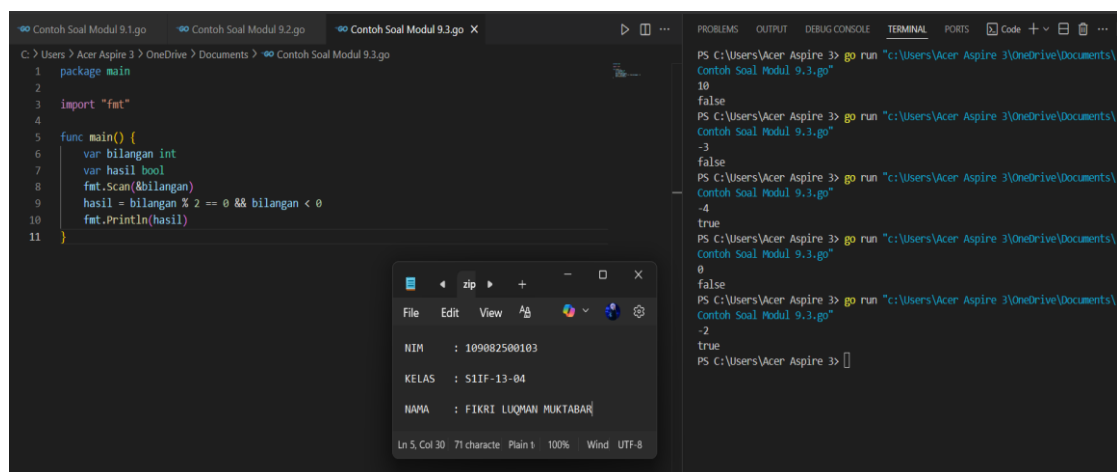 Contoh Soal Modul 9.1.go
Contoh Soal Modul 9.2.go
Contoh Soal Modul 9.3.go
C: > Users > Acer Aspire 3 > OneDrive > Documents > Contoh Soal Modul 9.3.go
1 package main
2
3 import "fmt"
4
5 func main() {
6 var bilangan int
7 var hasil bool
8 fmt.Scan(&bilangan)
9 hasil = bilangan % 2 == 0 && bilangan < 0
10 fmt.Println(hasil)
11 }
PROBLEMS OUTPUT DEBUG CONSOLE TERMINAL PORTS Code
PS C:\Users\Acer Aspire 3> go run "c:\Users\Acer Aspire 3\OneDrive\Documents\
Contoh Soal Modul 9.3.go"
10
false
PS C:\Users\Acer Aspire 3> go run "c:\Users\Acer Aspire 3\OneDrive\Documents\
Contoh Soal Modul 9.3.go"
-3
false
PS C:\Users\Acer Aspire 3> go run "c:\Users\Acer Aspire 3\OneDrive\Documents\
Contoh Soal Modul 9.3.go"
-4
true
PS C:\Users\Acer Aspire 3> go run "c:\Users\Acer Aspire 3\OneDrive\Documents\
Contoh Soal Modul 9.3.go"
0
false
PS C:\Users\Acer Aspire 3> go run "c:\Users\Acer Aspire 3\OneDrive\Documents\
Contoh Soal Modul 9.3.go"
-2
true
PS C:\Users\Acer Aspire 3>
zip
File Edit View
NIM : 109082500103
KELAS : S1IF-13-04
NAMA : FIKRI LUQMAN MUKTABAR
Ln 5, Col 30 71 characte Plain t 100% Wind UTF-8